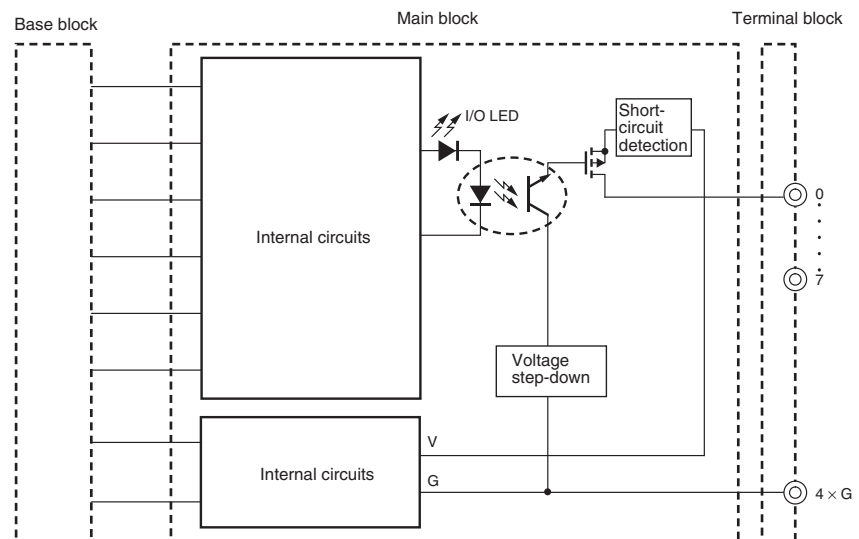 Base block
Main block
Terminal block
I/O LED
Short-
circuit
detection
0
Internal circuits
7
Voltage
step-down
V
Internal circuits
G
4 × G